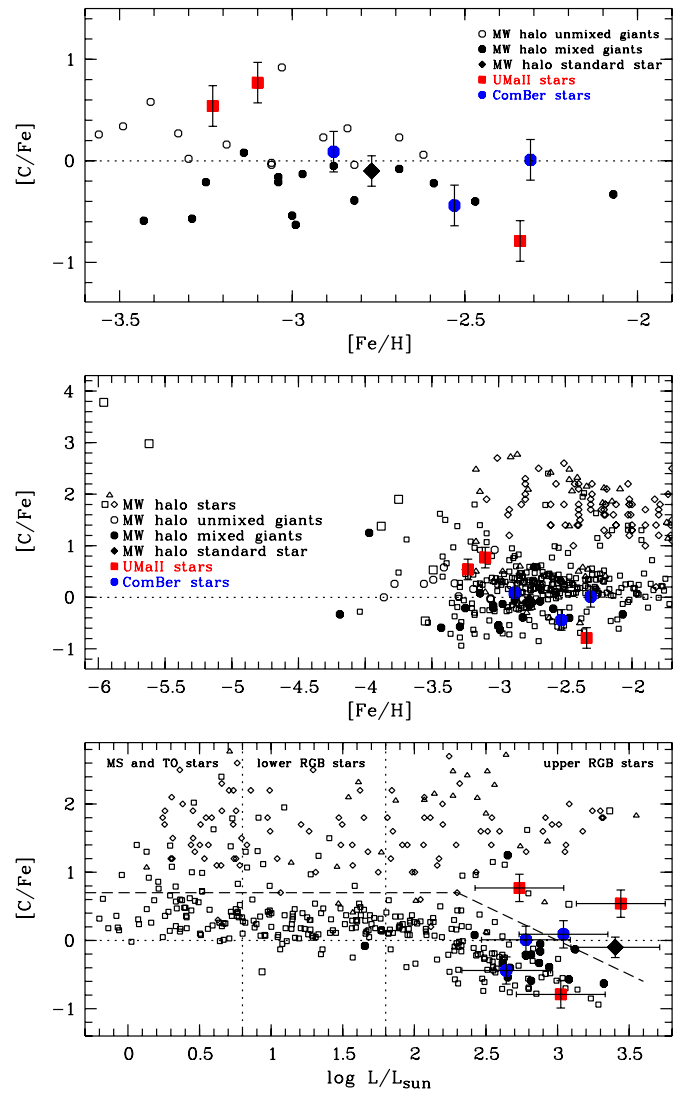 1
0
−1
[C/Fe]
MW halo unmixed giants
MW halo mixed giants
MW halo standard star
UMaII stars
ComBer stars
−3.5
−3
−2.5
−2
[Fe/H]
4
3
2
1
0
−1
[C/Fe]
MW halo stars
MW halo unmixed giants
MW halo mixed giants
MW halo standard star
UMaII stars
ComBer stars
−6
−5.5
−5
−4.5
−4
−3.5
−3
−2.5
−2
[Fe/H]
MS and TO stars
lower RGB stars
upper RGB stars
2
1
0
−1
[C/Fe]
0
0.5
1
1.5
2
2.5
3
3.5
log L/Lsun